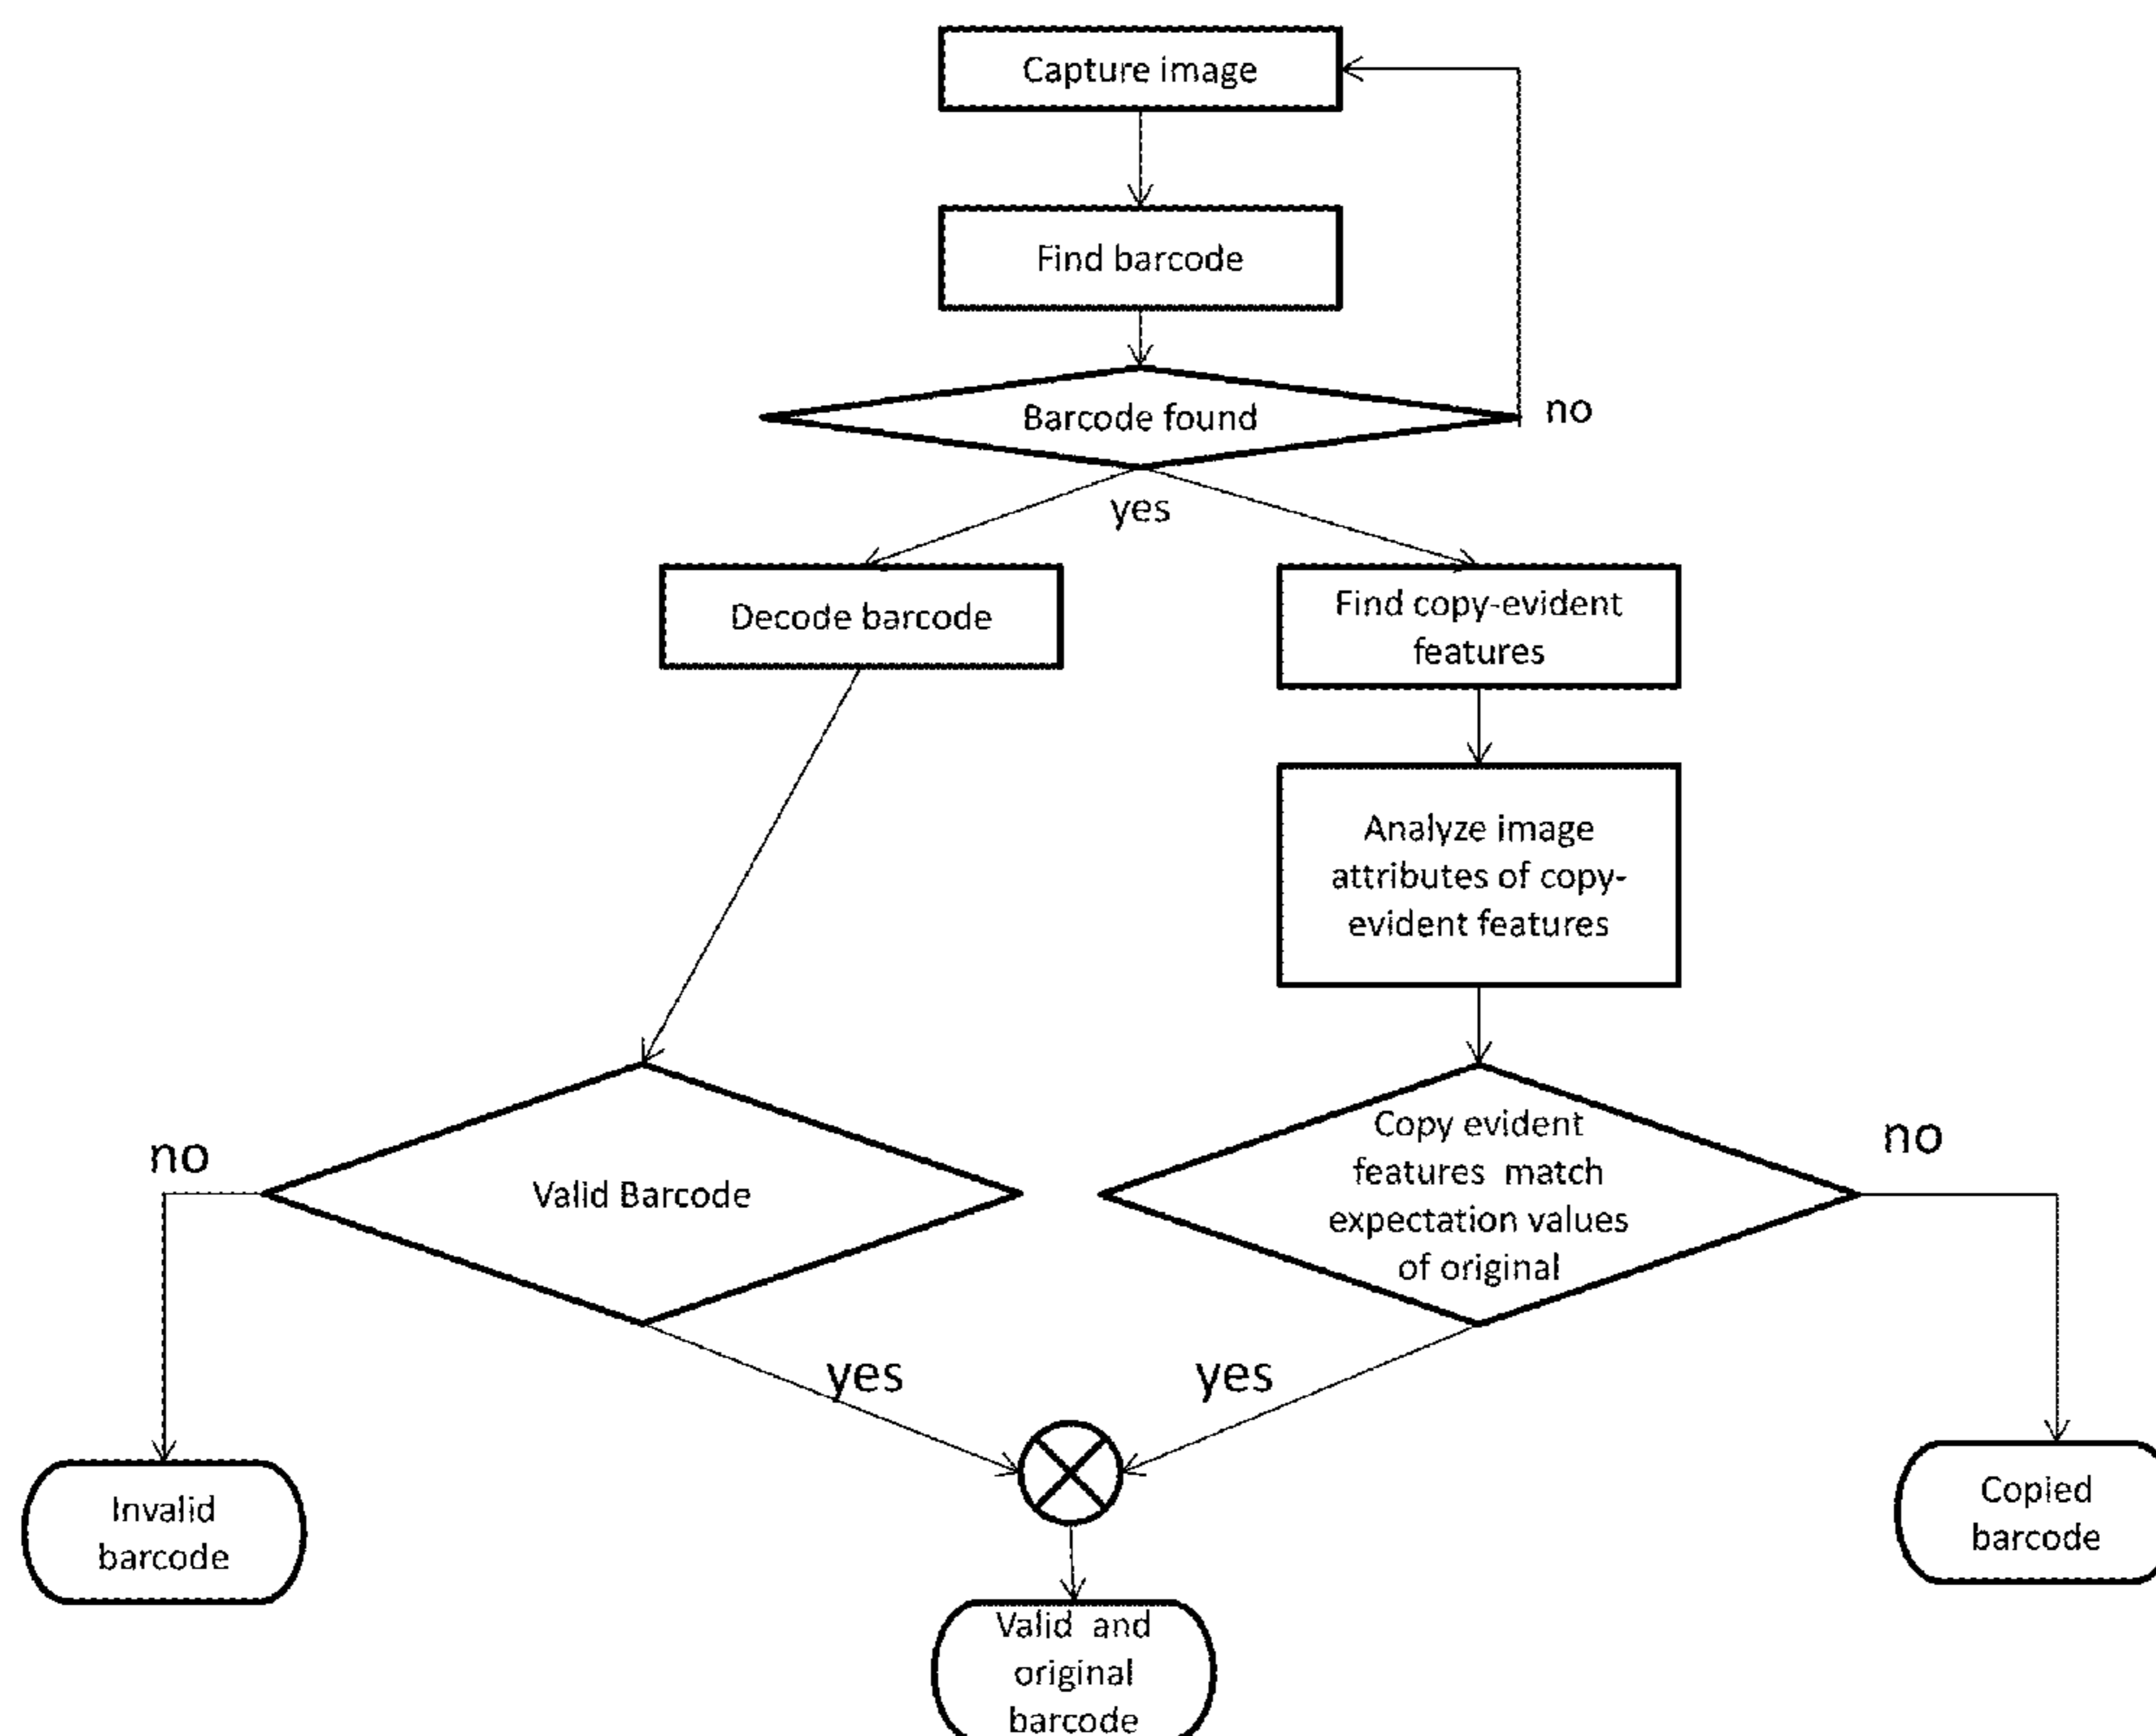 Capture image
Find barcode
Barcode found
no
yes
Decode barcode
Find copy-evident
features
Analyze image
attributes of copy-
evident features
no
Valid Barcode
Copy evident
features match
expectation values
of original
no
yes
yes
Invalid
barcode
Copied
barcode
Valid and
original
barcode